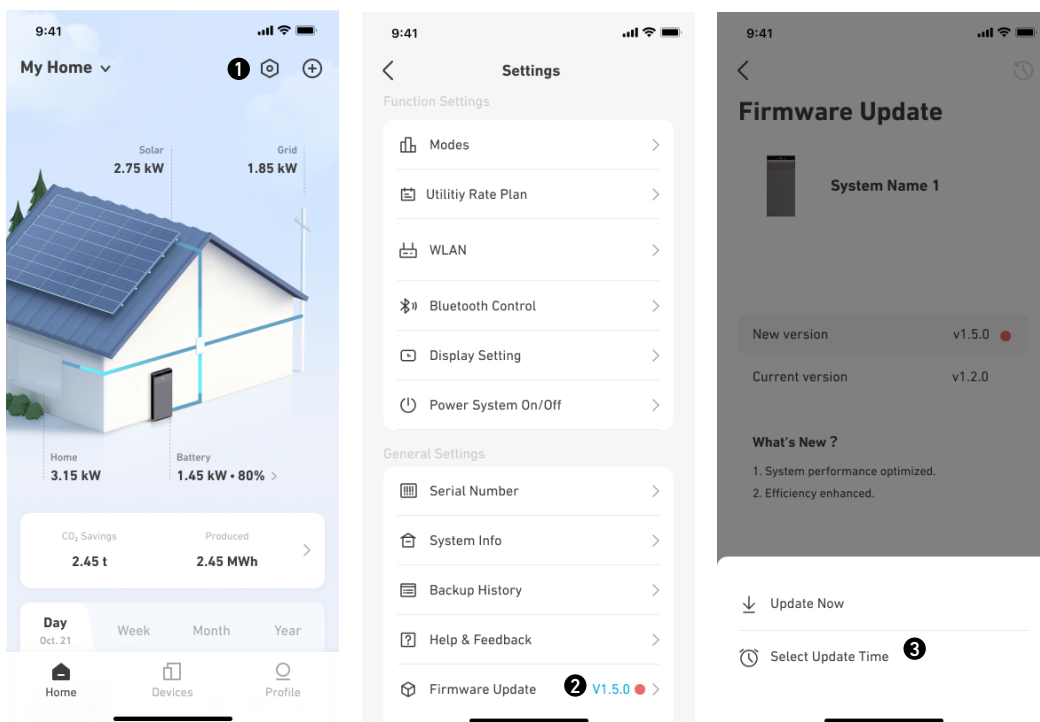 9:41
My Home
1
Solar
2.75 kW
Grid
1.85 kW
Home
3.15 kW
Battery
1.45 kW • 80%
CO₂ Savings
2.45 t
Produced
2.45 MWh
Day
Oct. 21
Week
Month
Year
Home
Devices
Profile
9:41
Settings
Function Settings
Modes
Utilitiy Rate Plan
WLAN
Bluetooth Control
Display Setting
Power System On/Off
General Settings
Serial Number
System Info
Backup History
Help & Feedback
Firmware Update
2
V1.5.0
9:41
Firmware Update
System Name 1
New version v1.5.0
Current version v1.2.0
What's New ?
1. System performance optimized.
2. Efficiency enhanced.
Update Now
Select Update Time
3